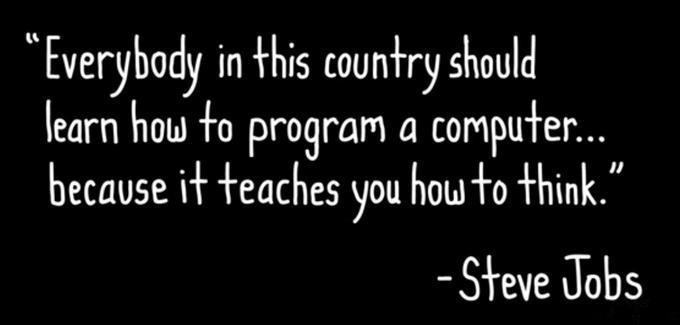 “Everybody in this country should
learn how to program a computer...
because it teaches you how to think.”
- Steve Jobs